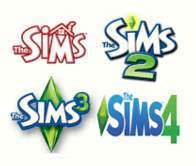 The SiMS
The SiMS
2
The SiMS 3
The
SiMS 4